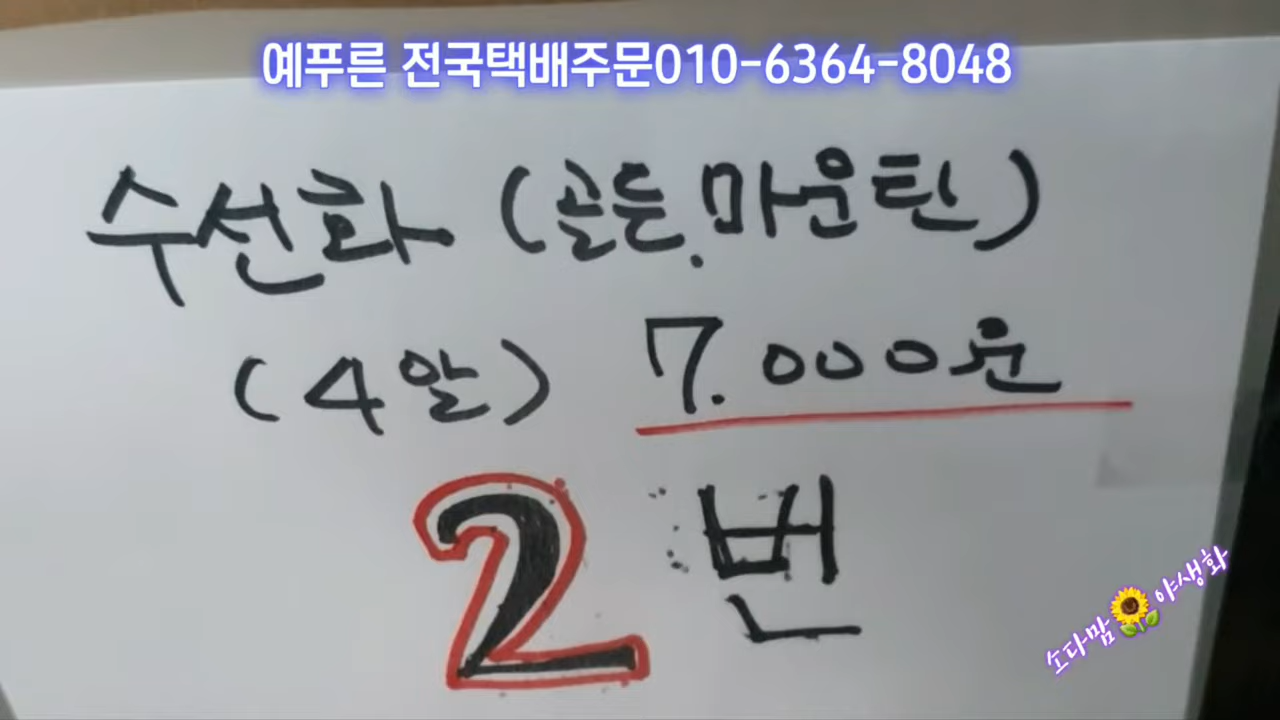 예푸른 전국택배주문010-6364-8048
수선화 (골든.마운틴)
(4알) 7.000원
2번
소다맘🌻야생화